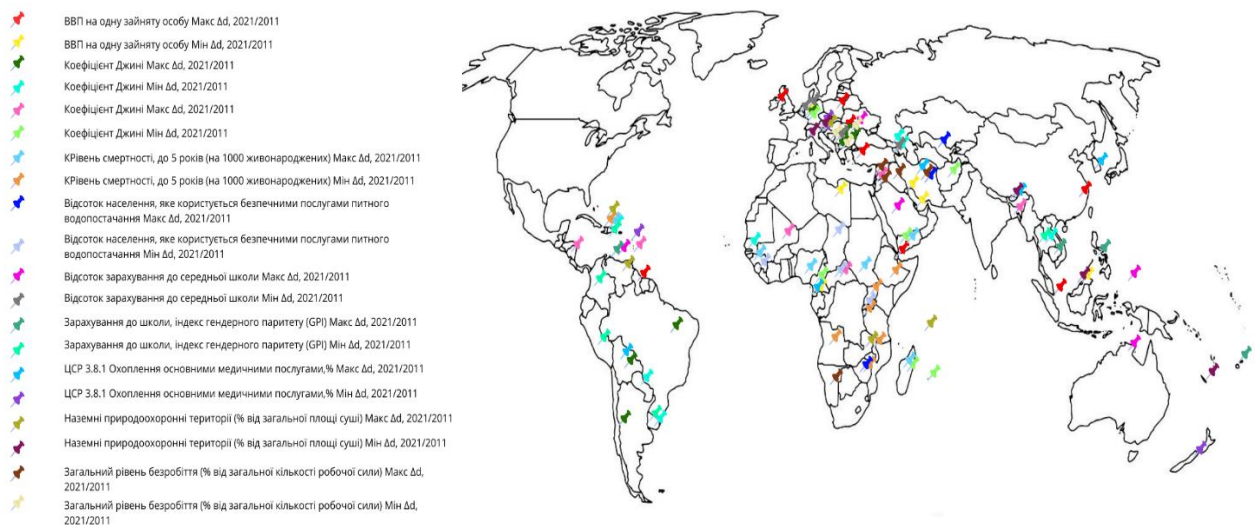 ВВП на одну зайняту особу Макс Δd, 2021/2011
ВВП на одну зайняту особу Мін Δd, 2021/2011
Коефіцієнт Джині Макс Δd, 2021/2011
Коефіцієнт Джині Мін Δd, 2021/2011
Коефіцієнт Джині Макс Δd, 2021/2011
Коефіцієнт Джині Мін Δd, 2021/2011
КРівень смертності, до 5 років (на 1000 живонароджених) Макс Δd, 2021/2011
КРівень смертності, до 5 років (на 1000 живонароджених) Мін Δd, 2021/2011
Відсоток населення, яке користується безпечними послугами питного
водопостачання Макс Δd, 2021/2011
Відсоток населення, яке користується безпечними послугами питного
водопостачання Мін Δd, 2021/2011
Відсоток зарахування до середньої школи Макс Δd, 2021/2011
Відсоток зарахування до середньої школи Мін Δd, 2021/2011
Зарахування до школи, індекс гендерного паритету (GPI) Макс Δd, 2021/2011
Зарахування до школи, індекс гендерного паритету (GPI) Мін Δd, 2021/2011
ЦСР 3.8.1 Охоплення основними медичними послугами,% Макс Δd, 2021/2011
ЦСР 3.8.1 Охоплення основними медичними послугами,% Мін Δd, 2021/2011
Наземні природоохоронні території (% від загальної площі суші) Макс Δd, 2021/2011
Наземні природоохоронні території (% від загальної площі суші) Мін Δd, 2021/2011
Загальний рівень безробіття (% від загальної кількості робочої сили) Макс Δd,
2021/2011
Загальний рівень безробіття (% від загальної кількості робочої сили) Мін Δd,
2021/2011